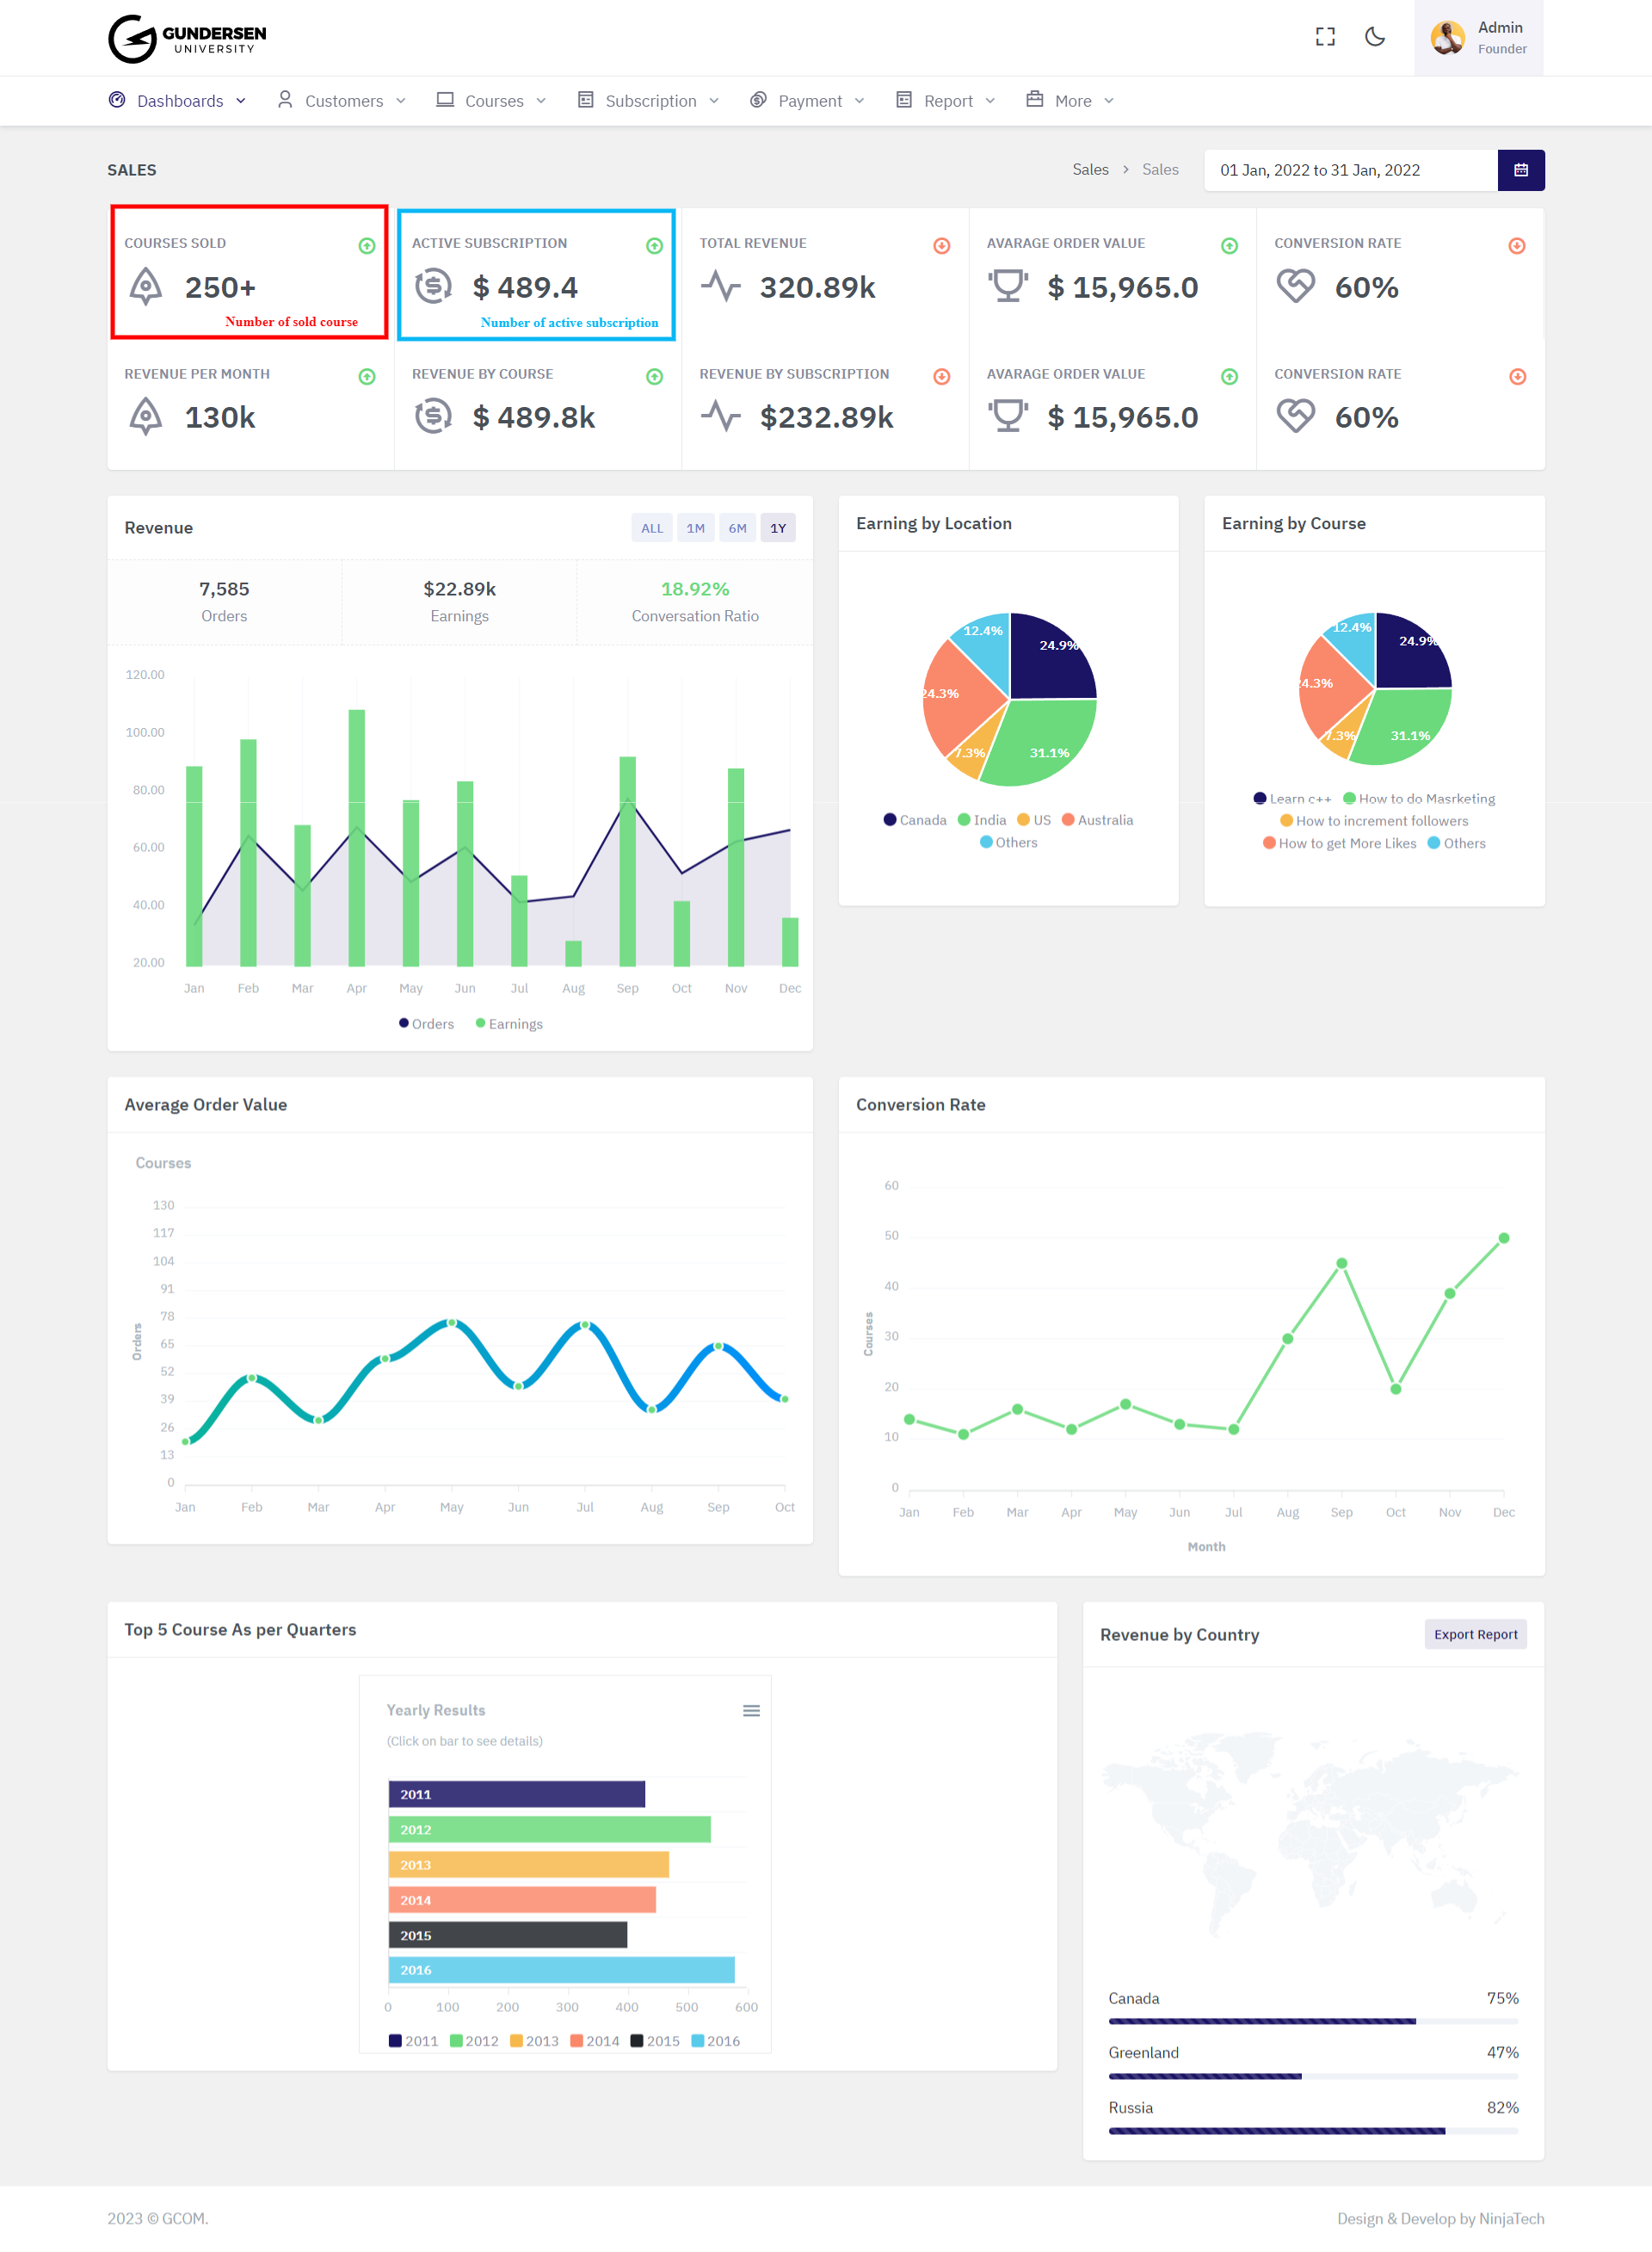 GUNDERSEN
UNIVERSITY
Admin
Founder
Dashboards Customers Courses Subscription Payment Report More
SALES
Sales > Sales
01 Jan, 2022 to 31 Jan, 2022
COURSES SOLD
250+
Number of sold course
ACTIVE SUBSCRIPTION
$ 489.4
Number of active subscription
TOTAL REVENUE
320.89k
AVARAGE ORDER VALUE
$ 15,965.0
CONVERSION RATE
60%
REVENUE PER MONTH
130k
REVENUE BY COURSE
$ 489.8k
REVENUE BY SUBSCRIPTION
$232.89k
AVARAGE ORDER VALUE
$ 15,965.0
CONVERSION RATE
60%
Revenue
ALL 1M 6M 1Y
7,585
Orders
$22.89k
Earnings
18.92%
Conversation Ratio
120.00
100.00
80.00
60.00
40.00
20.00
Jan Feb Mar Apr May Jun Jul Aug Sep Oct Nov Dec
Orders Earnings
Earning by Location
12.4%
24.9%
24.3%
7.3%
31.1%
Canada India US Australia
Others
Earning by Course
12.4%
24.9%
24.3%
7.3%
31.1%
Learn c++ How to do Masrketing
How to increment followers
How to get More Likes Others
Average Order Value
Courses
Orders
130
117
104
91
78
65
52
39
26
13
0
Jan Feb Mar Apr May Jun Jul Aug Sep Oct
Conversion Rate
Courses
60
50
40
30
20
10
0
Jan Feb Mar Apr May Jun Jul Aug Sep Oct Nov Dec
Month
Top 5 Course As per Quarters
Yearly Results
(Click on bar to see details)
2011
2012
2013
2014
2015
2016
0 100 200 300 400 500 600
2011 2012 2013 2014 2015 2016
Revenue by Country
Export Report
Canada 75%
Greenland 47%
Russia 82%
2023 © GCOM.
Design & Develop by NinjaTech